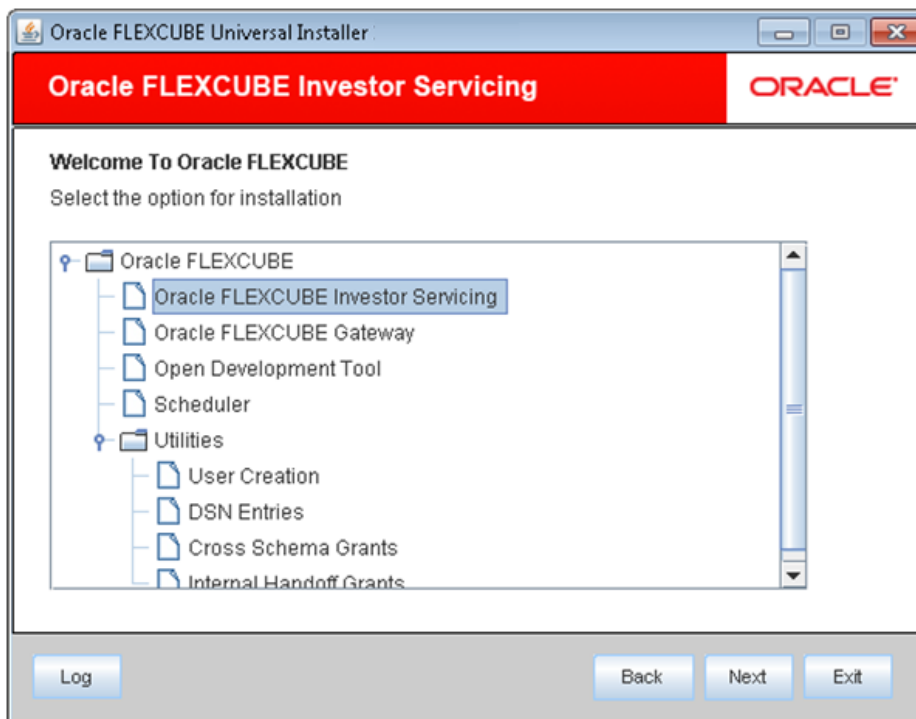 Oracle FLEXCUBE Universal Installer
Oracle FLEXCUBE Investor Servicing
ORACLE
Welcome To Oracle FLEXCUBE
Select the option for installation
Oracle FLEXCUBE
Oracle FLEXCUBE Investor Servicing
Oracle FLEXCUBE Gateway
Open Development Tool
Scheduler
Utilities
User Creation
DSN Entries
Cross Schema Grants
Internal Handoff Grants
Log
Back
Next
Exit